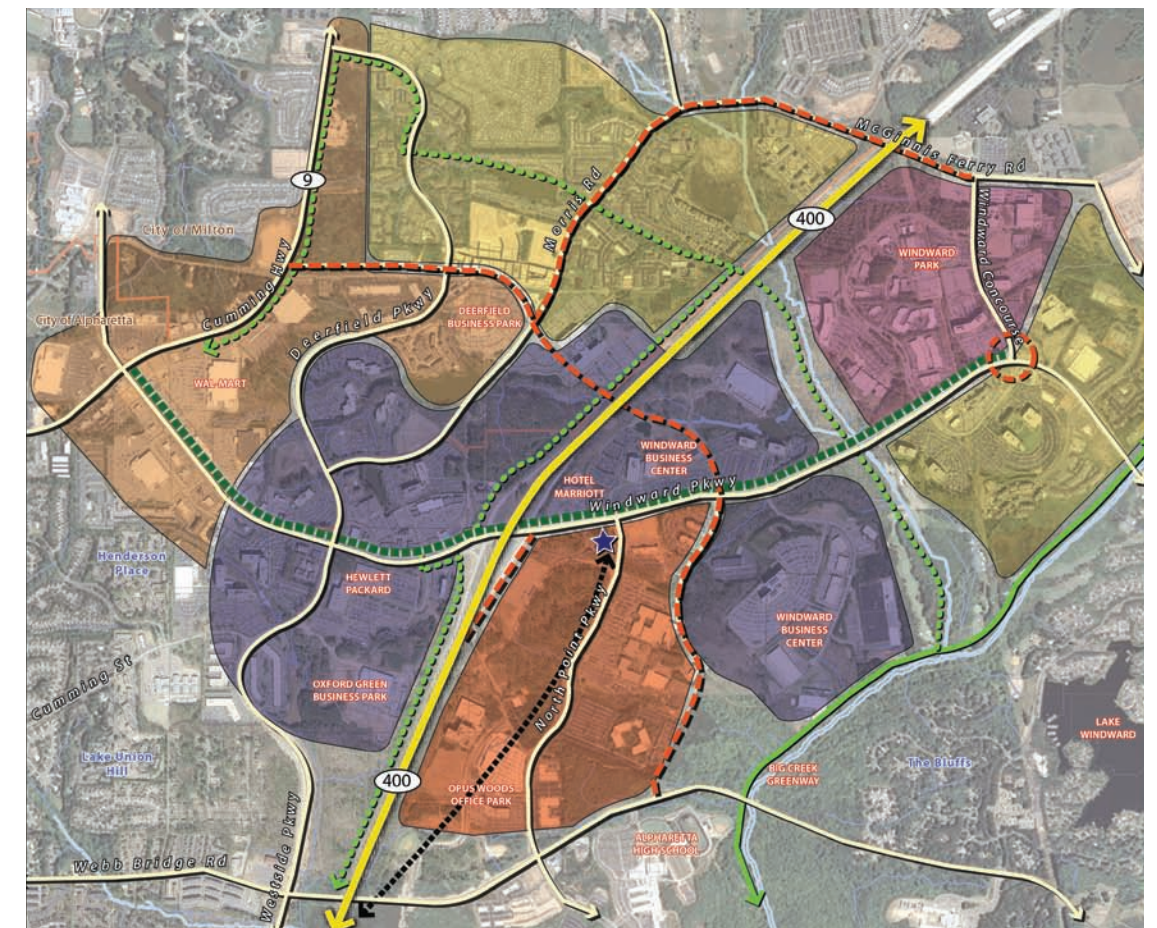 McGinnis Ferry Rd
9
Morris Rd
400
City of Milton
Windward Concourse
WINDWARD
PARK
Cumming Hwy
Deerfield Pkwy
DEERFIELD
BUSINESS PARK
City of Alpharetta
WAL-MART
WINDWARD
BUSINESS
CENTER
HOTEL
MARRIOTT
Windward Pkwy
Henderson
Place
HEWLETT
PACKARD
WINDWARD
BUSINESS
CENTER
North Point Pkwy
Cumming St
OXFORD GREEN
BUSINESS PARK
LAKE
WINDWARD
Lake Union
Hill
400
OPUS WOODS
OFFICE PARK
BIG CREEK
GREENWAY
The Bluffs
ALPHARETTA
HIGH SCHOOL
Webb Bridge Rd
Westside Pkwy